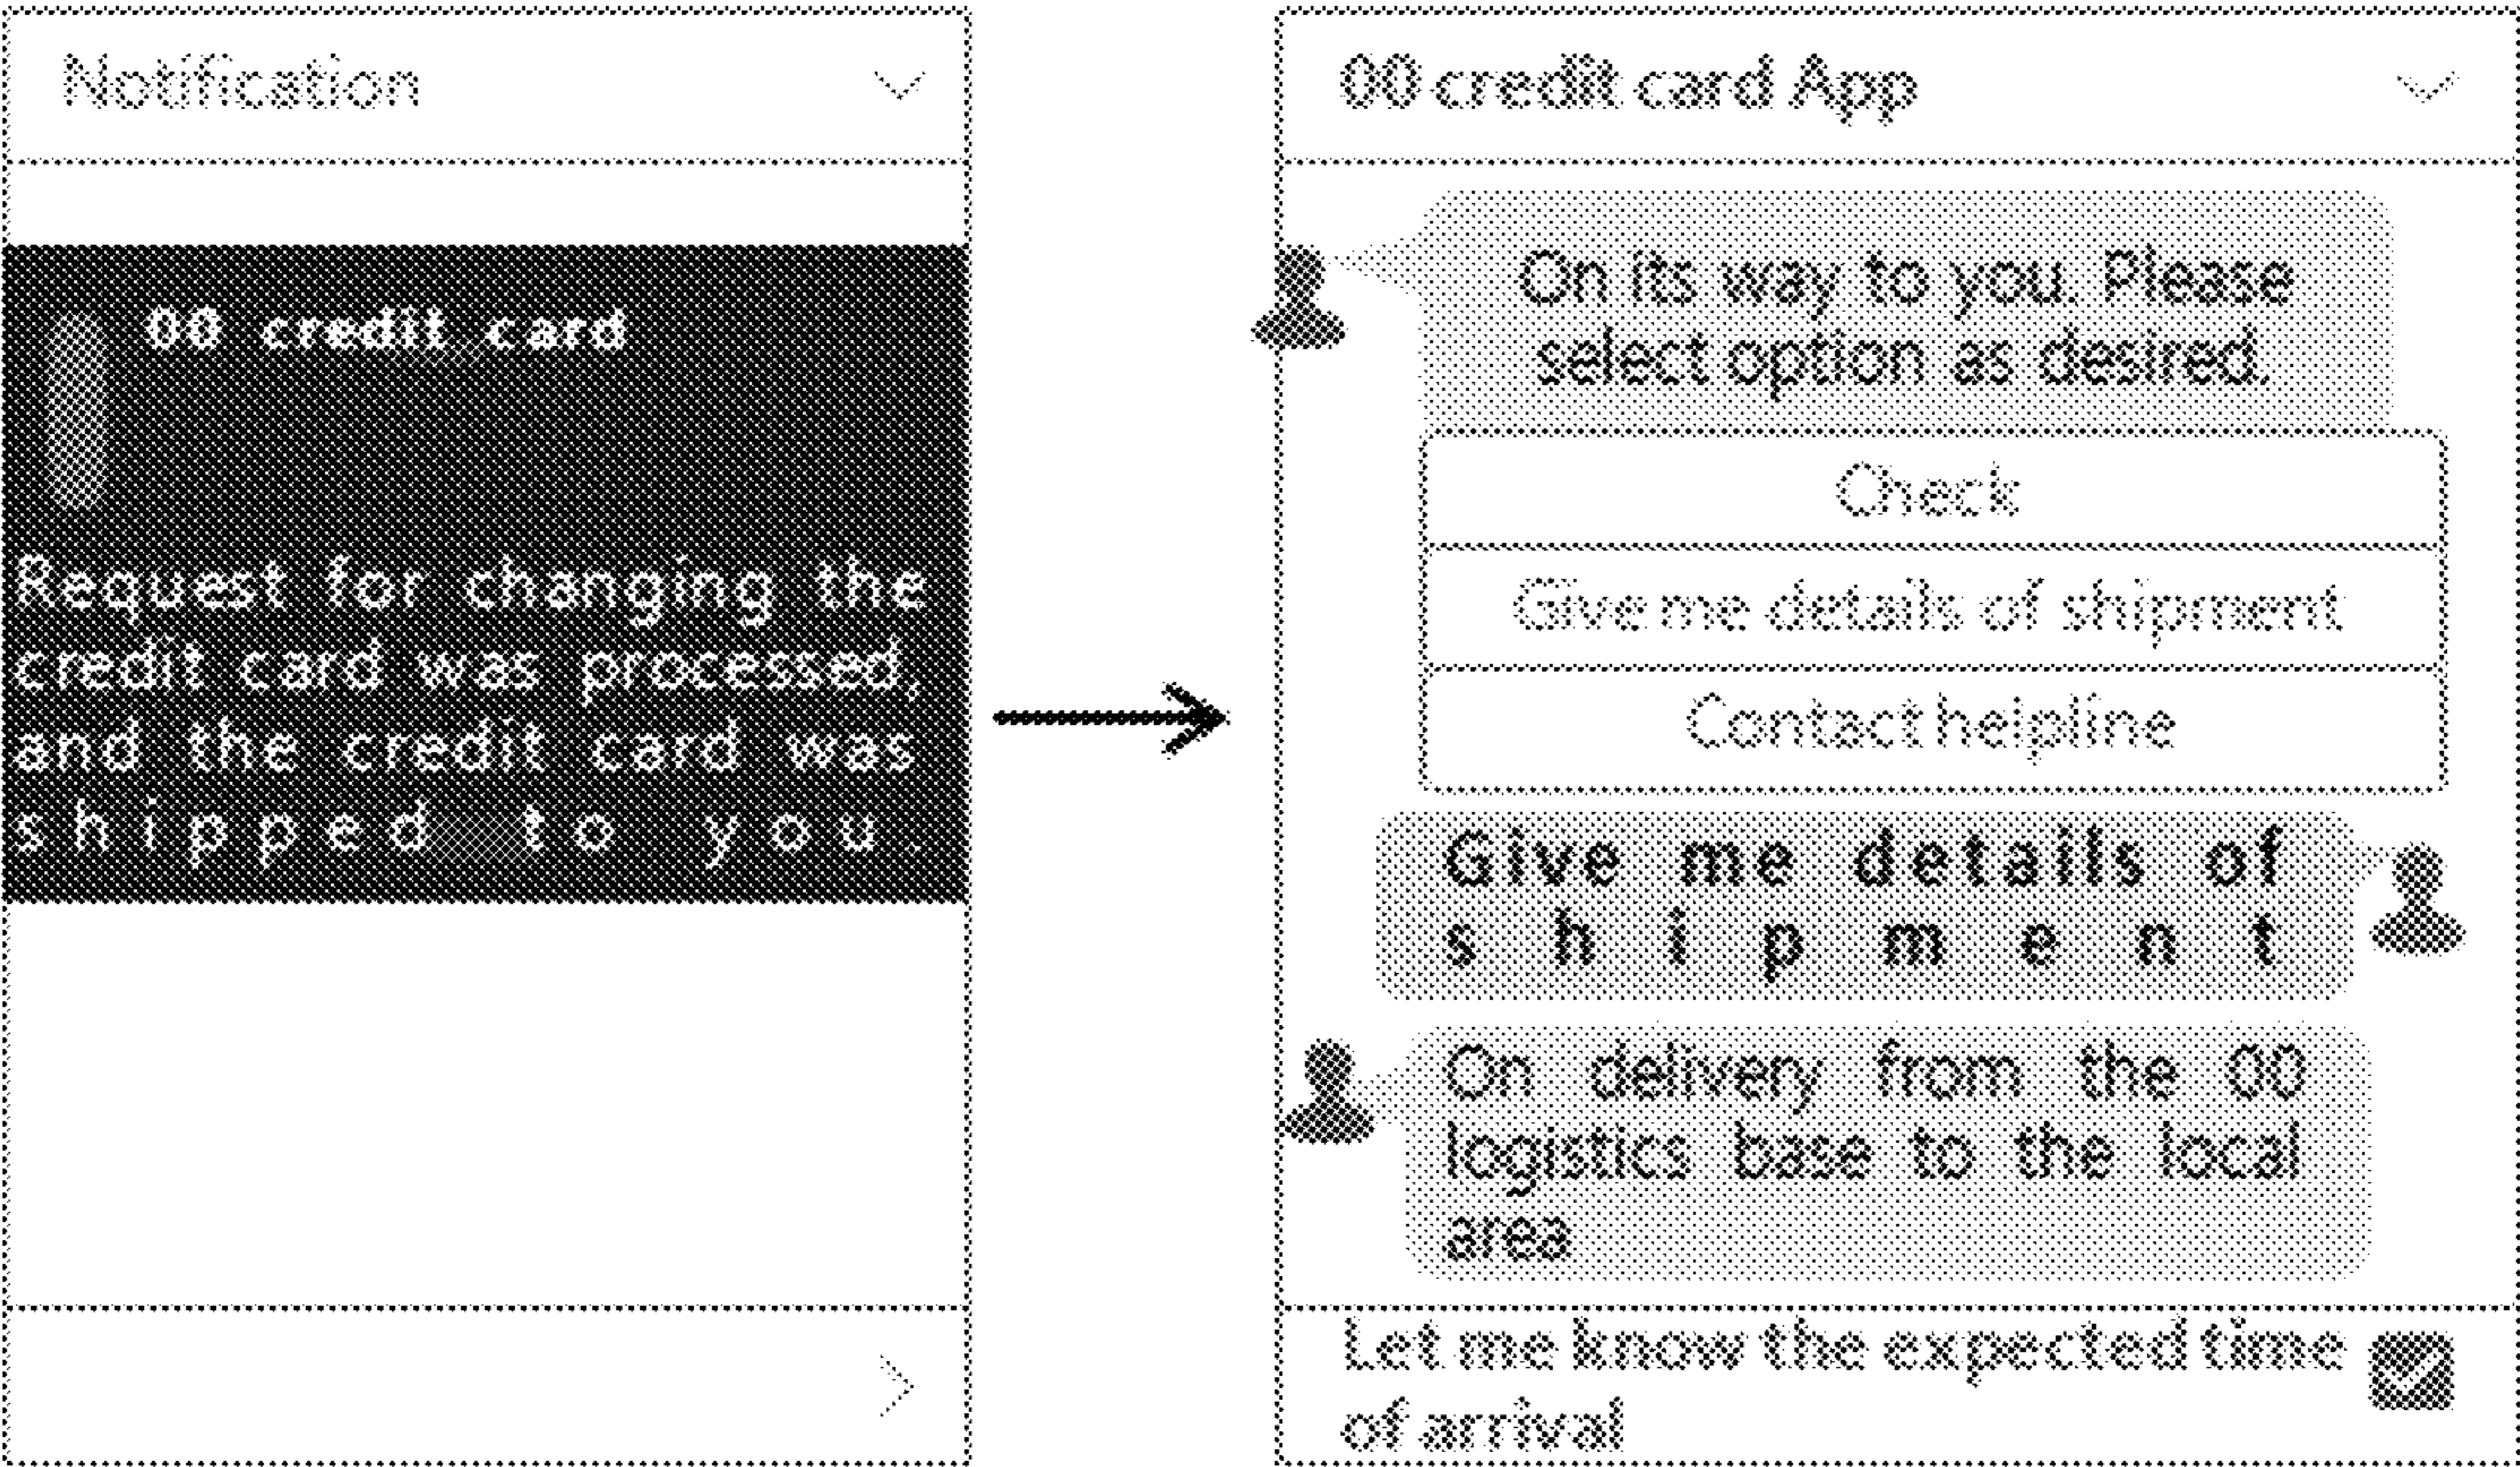 Notification
00 credit card
Request for changing the
credit card was processed,
and the credit card was
shipped to you.
00 credit card App
On its way to you. Please
select option as desired.
Check
Give me details of shipment
Contact helpline
Give me details of
shipment
On delivery from the 00
logistics base to the local
area
Let me know the expected time
of arrival